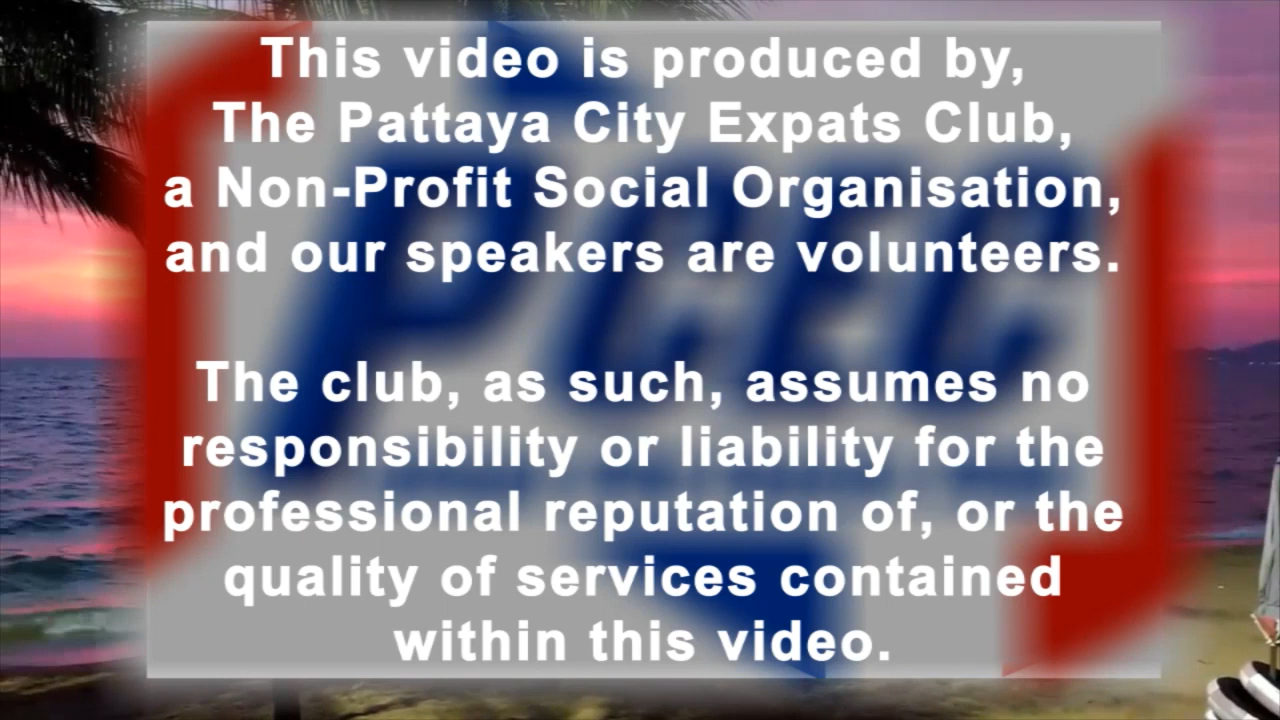 This video is produced by,
The Pattaya City Expats Club,
a Non-Profit Social Organisation,
and our speakers are volunteers.
The club, as such, assumes no
responsibility or liability for the
professional reputation of, or the
quality of services contained
within this video.